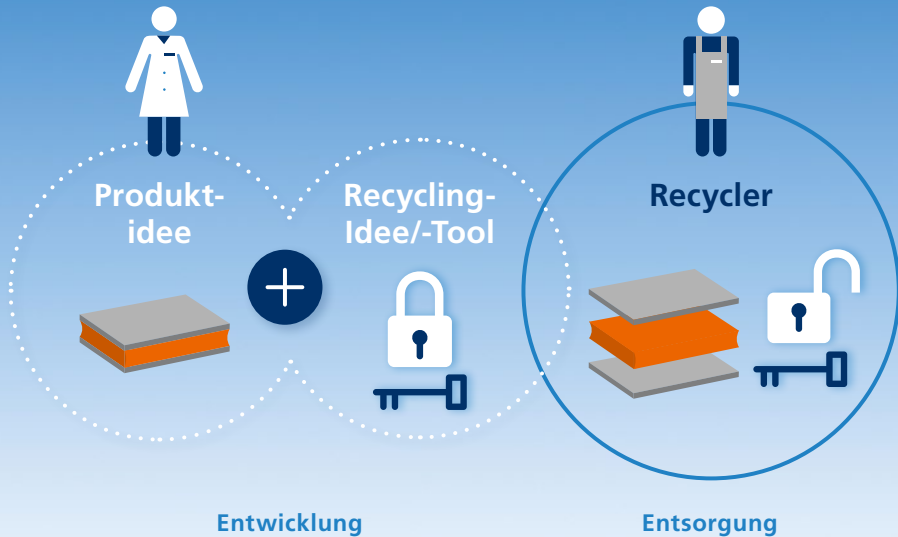 Produkt-
idee
Recycling-
Idee/-Tool
Recycler
Entwicklung
Entsorgung